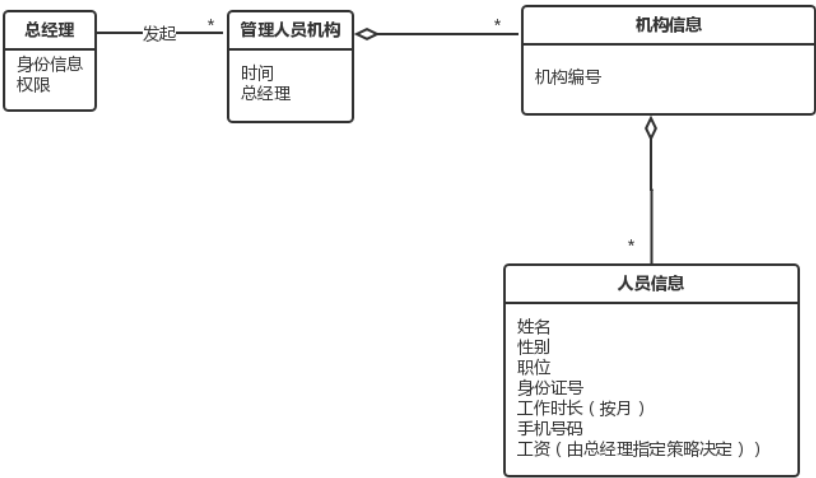 总经理
身份信息
权限
发起
*
管理人员机构
时间
总经理
*
机构信息
机构编号
*
人员信息
姓名
性别
职位
身份证号
工作时长（按月）
手机号码
工资（由总经理指定策略决定））